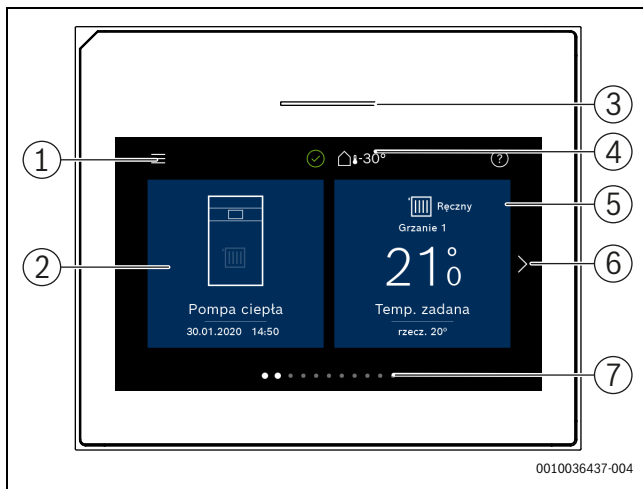 3
1
-30°
?
4
Ręczny
5
Grzanie 1
2
21°0
6
Pompa ciepła
30.01.2020 14:50
Temp. zadana
rzecz. 20°
7
0010036437-004